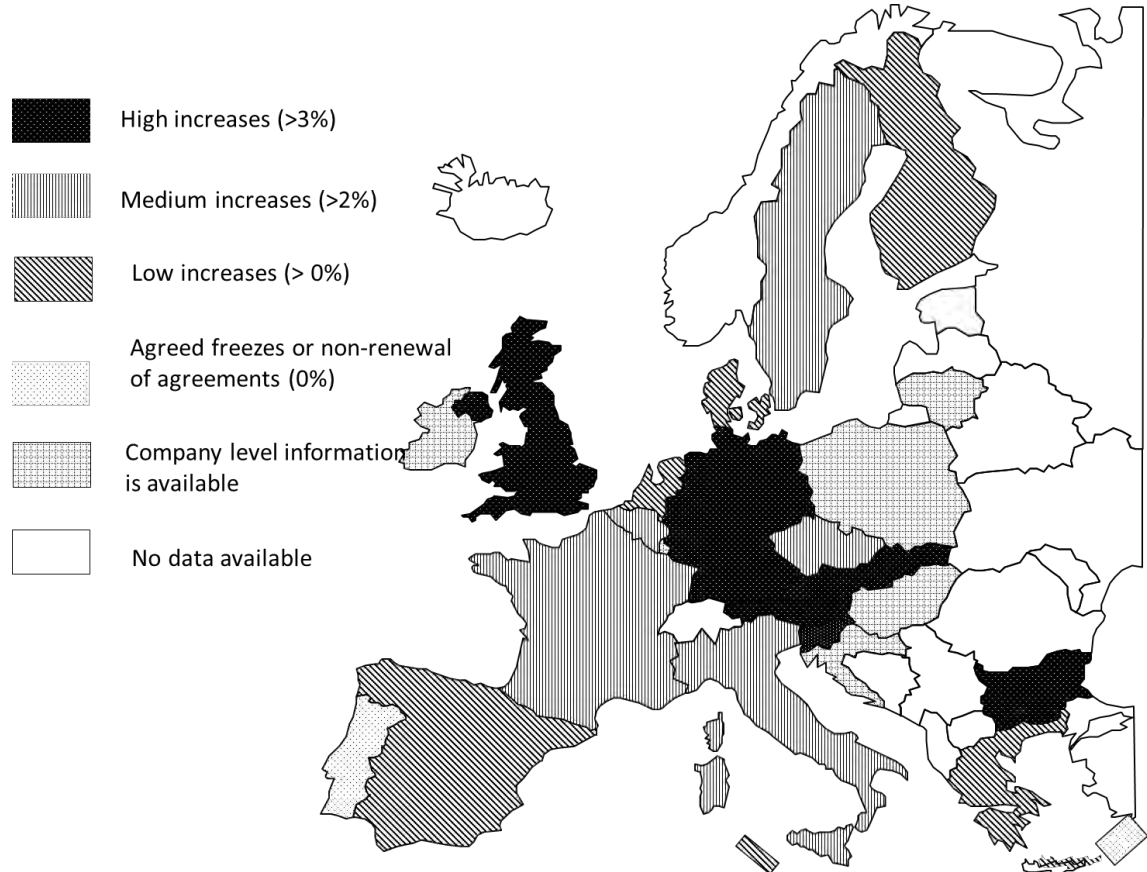 High increases (>3%)
Medium increases (>2%)
Low increases (> 0%)
Agreed freezes or non-renewal
of agreements (0%)
Company level information
is available
No data available